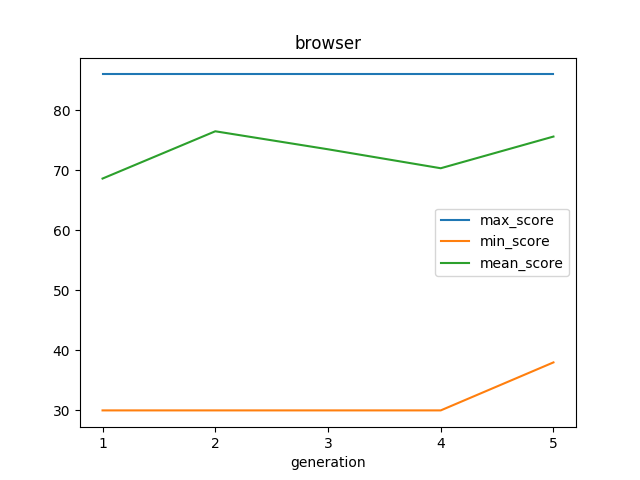 browser
80
70
60
50
40
30
max_score
min_score
mean_score
1 2 3 4 5
generation